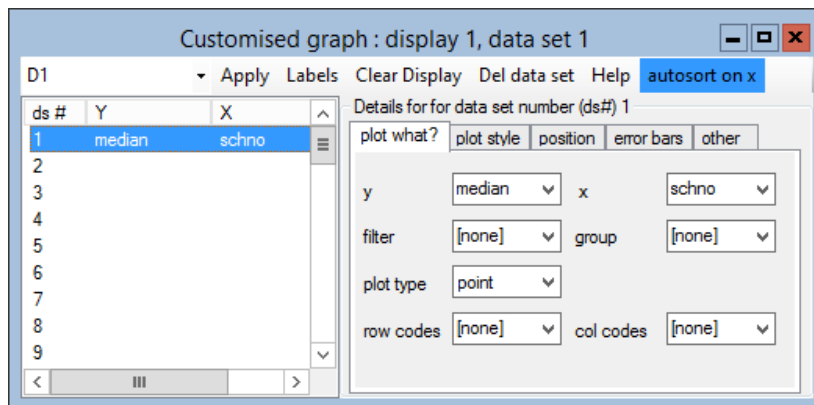 Customised graph : display 1, data set 1
D1 Apply Labels Clear Display Del data set Help autosort on x
ds # Y X
1 median schno
2
3
4
5
6
7
8
9
Details for for data set number (ds#) 1
plot what? plot style position error bars other
y median x schno
filter [none] group [none]
plot type point
row codes [none] col codes [none]